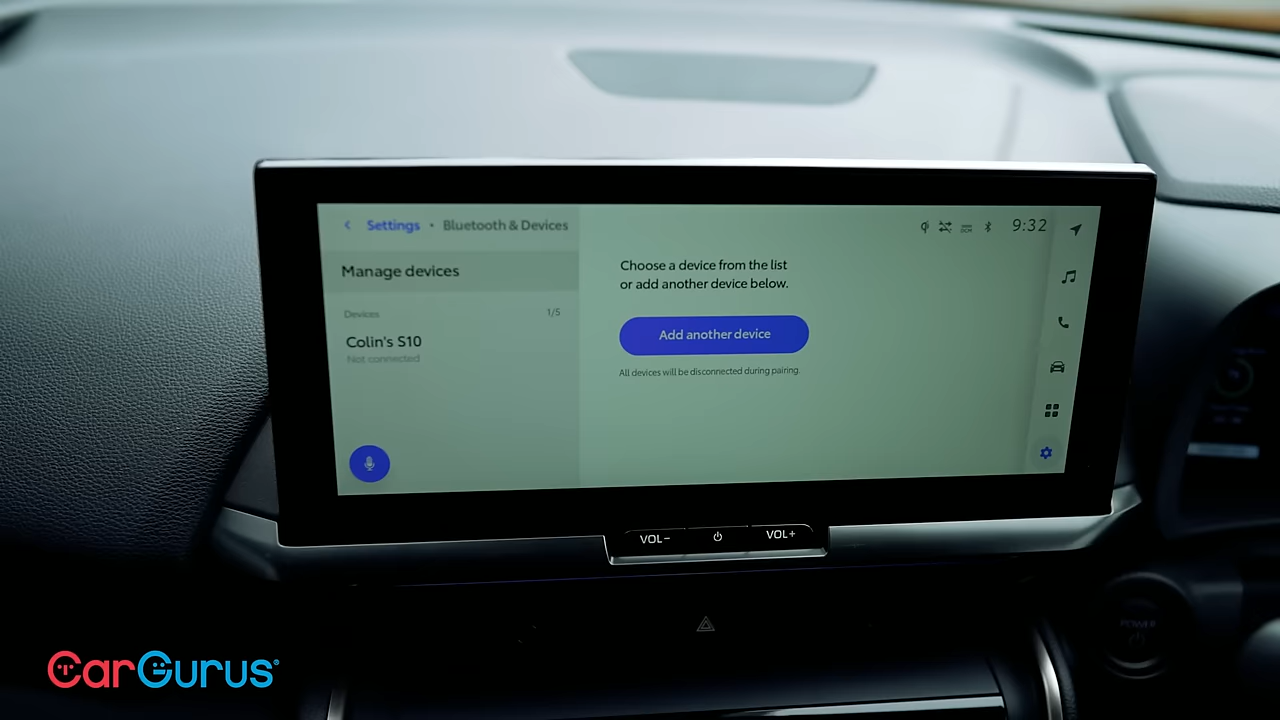 Settings • Bluetooth & Devices
9:32
Manage devices
Devices 1/5
Colin's S10
Not connected
Choose a device from the list
or add another device below.
Add another device
All devices will be disconnected during pairing.
VOL- VOL+
POWER
CarGurus